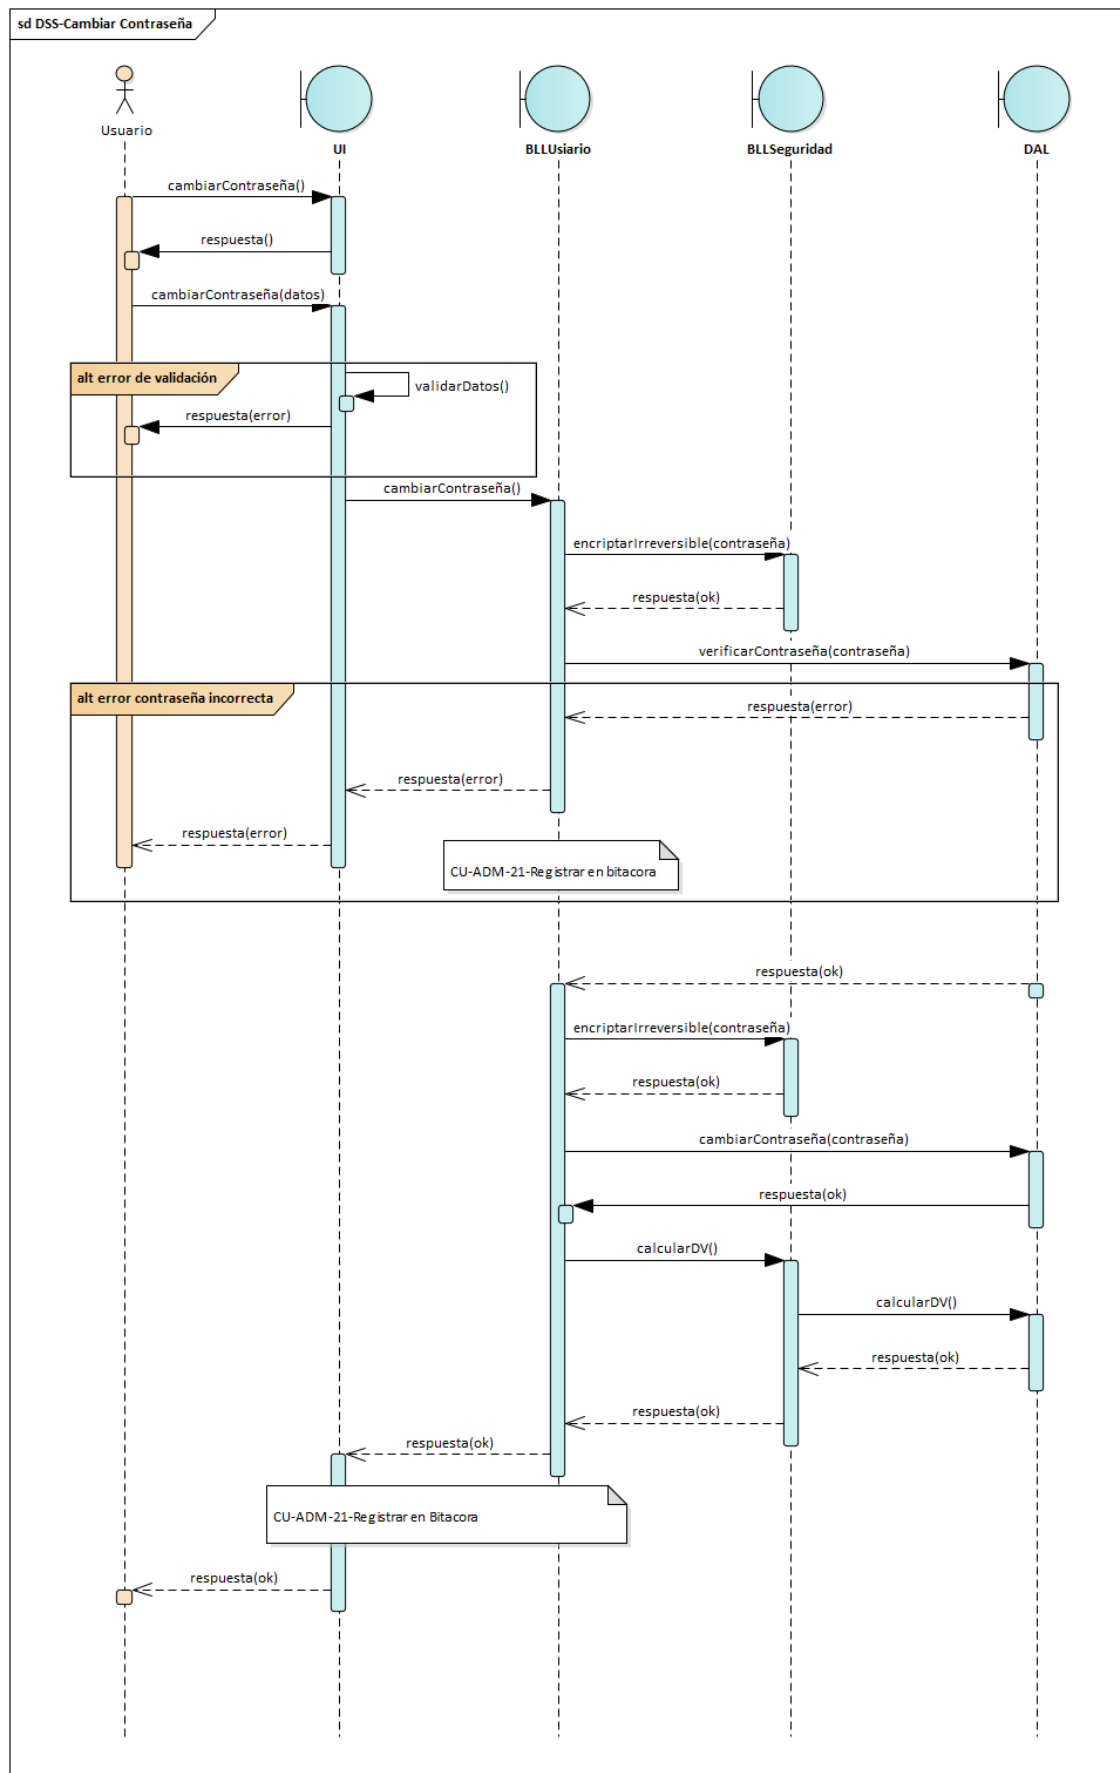 sd DSS-Cambiar Contraseña
Usuario
UI
BLLUsiario
BLLSeguridad
DAL
cambiarContraseña()
respuesta()
cambiarContraseña(datos)
alt error de validación
validarDatos()
respuesta(error)
cambiarContraseña()
encriptarIrreversible(contraseña)
respuesta(ok)
verificarContraseña(contraseña)
alt error contraseña incorrecta
respuesta(error)
respuesta(error)
respuesta(error)
CU-ADM-21-Registrar en bitacora
respuesta(ok)
encriptarIrreversible(contraseña)
respuesta(ok)
cambiarContraseña(contraseña)
respuesta(ok)
calcularDV()
calcularDV()
respuesta(ok)
respuesta(ok)
respuesta(ok)
CU-ADM-21-Registrar en Bitacora
respuesta(ok)